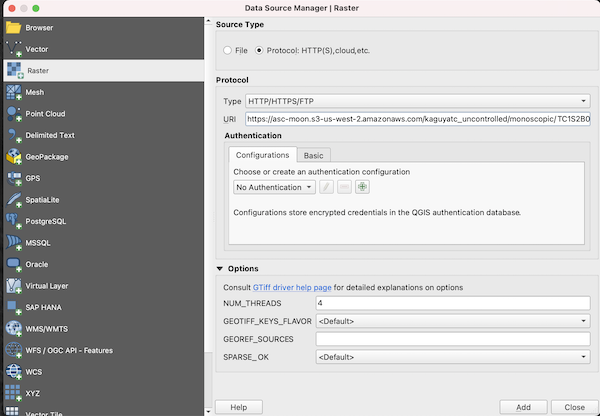 Data Source Manager | Raster
Browser
Vector
Raster
Mesh
Point Cloud
Delimited Text
GeoPackage
GPS
SpatiaLite
PostgreSQL
MSSQL
Oracle
Virtual Layer
SAP HANA
WMS/WMTS
WFS / OGC API - Features
WCS
XYZ
Vector Tile
Source Type
File Protocol: HTTP(S),cloud,etc.
Protocol
Type HTTP/HTTPS/FTP
URI https://asc-moon.s3-us-west-2.amazonaws.com/kaguyatc_uncontrolled/monoscopic/TC1S2B0
Authentication
Configurations Basic
Choose or create an authentication configuration
No Authentication
Configurations store encrypted credentials in the QGIS authentication database.
Options
Consult GTiff driver help page for detailed explanations on options
NUM_THREADS 4
GEOTIFF_KEYS_FLAVOR <Default>
GEOREF_SOURCES
SPARSE_OK <Default>
Help Add Close